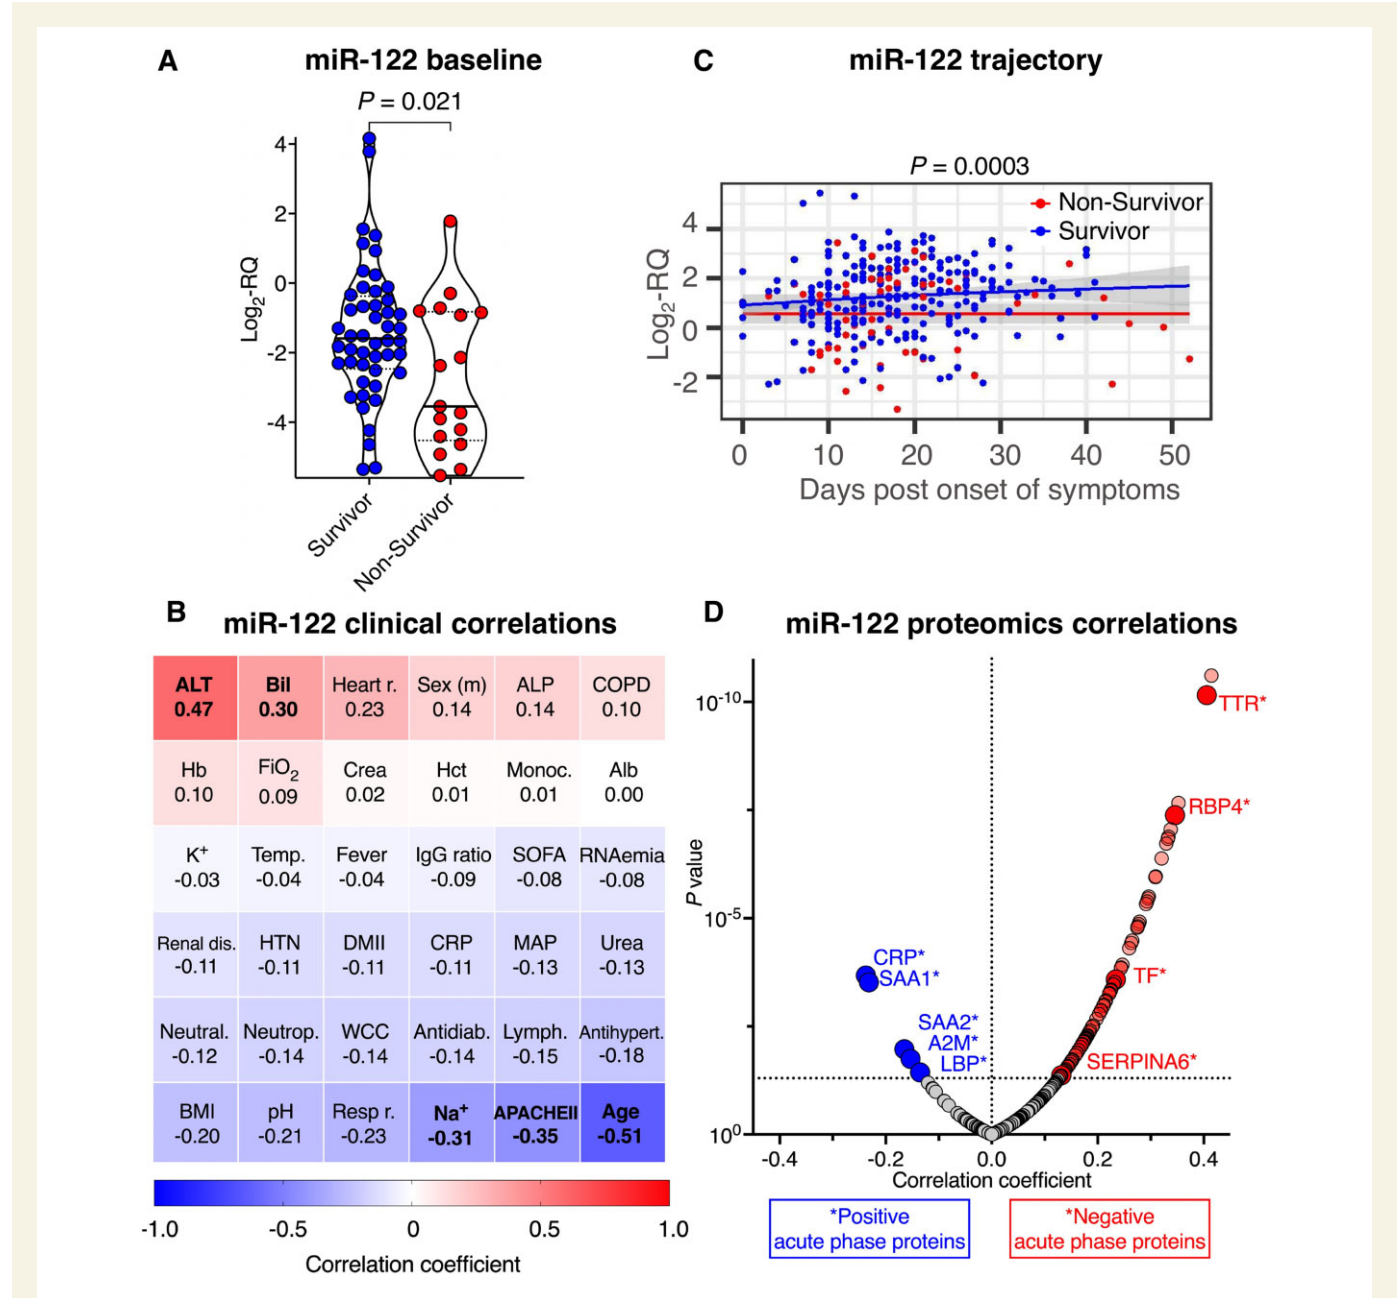 A
miR-122 baseline
P = 0.021
Log2-RQ
4
2
0
-2
-4
Survivor
Non-Survivor
C
miR-122 trajectory
P = 0.0003
Non-Survivor
Survivor
Log2-RQ
4
2
0
-2
0 10 20 30 40 50
Days post onset of symptoms
B
miR-122 clinical correlations
ALT Bil Heart r. Sex (m) ALP COPD
0.47 0.30 0.23 0.14 0.14 0.10
Hb FiO2 Crea Hct Monoc. Alb
0.10 0.09 0.02 0.01 0.01 0.00
K+ Temp. Fever IgG ratio SOFA RNAemia
-0.03 -0.04 -0.04 -0.09 -0.08 -0.08
Renal dis. HTN DMII CRP MAP Urea
-0.11 -0.11 -0.11 -0.11 -0.13 -0.13
Neutral. Neutrop. WCC Antidiab. Lymph. Antihypert.
-0.12 -0.14 -0.14 -0.14 -0.15 -0.18
BMI pH Resp r. Na+ APACHEII Age
-0.20 -0.21 -0.23 -0.31 -0.35 -0.51
-1.0 -0.5 0 0.5 1.0
Correlation coefficient
D
miR-122 proteomics correlations
P value
10-10
10-5
100
TTR*
RBP4*
CRP*
SAA1*
TF*
SAA2*
A2M*
LBP*
SERPINA6*
-0.4 -0.2 0.0 0.2 0.4
Correlation coefficient
*Positive
acute phase proteins
*Negative
acute phase proteins